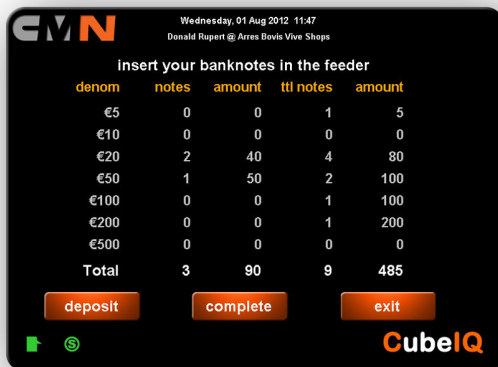 CMN
Wednesday, 01 Aug 2012 11:47
Donald Rupert @ Arres Bovis Vive Shops
insert your banknotes in the feeder
denom notes amount ttl notes amount
€5 0 0 1 5
€10 0 0 0 0
€20 2 40 4 80
€50 1 50 2 100
€100 0 0 1 100
€200 0 0 1 200
€500 0 0 0 0
Total 3 90 9 485
deposit complete exit
S
CubeIQ